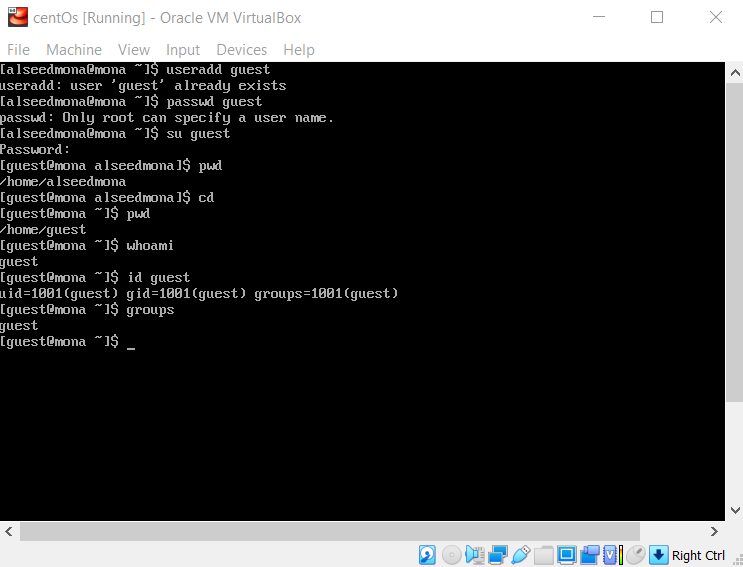 centOs [Running] - Oracle VM VirtualBox
File Machine View Input Devices Help
[alseedmona@mona ~]$ useradd guest
useradd: user 'guest' already exists
[alseedmona@mona ~]$ passwd guest
passwd: Only root can specify a user name.
[alseedmona@mona ~]$ su guest
Password:
[guest@mona alseedmona]$ pwd
/home/alseedmona
[guest@mona alseedmona]$ cd
[guest@mona ~]$ pwd
/home/guest
[guest@mona ~]$ whoami
guest
[guest@mona ~]$ id guest
uid=1001(guest) gid=1001(guest) groups=1001(guest)
[guest@mona ~]$ groups
guest
[guest@mona ~]$ _
Right Ctrl